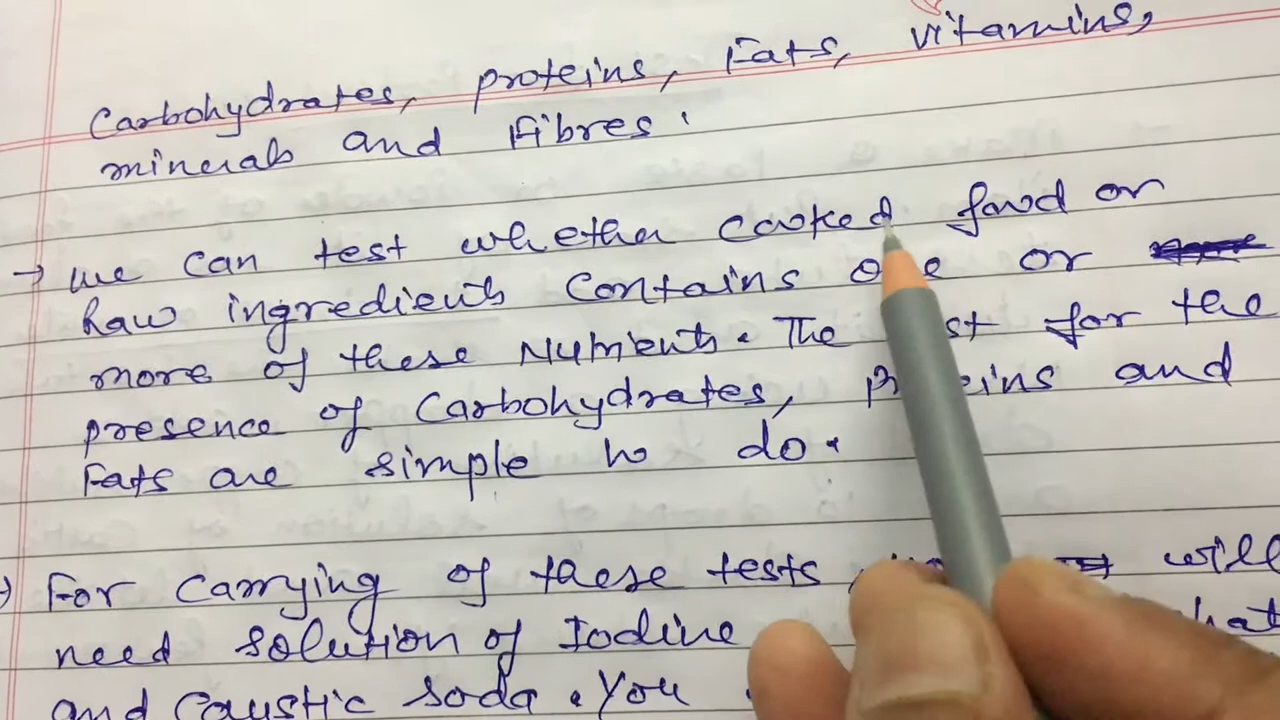 Carbohydrates, proteins, Fats, vitamins,
minerals and Fibres.
→ we can test whether cooked food or
Raw ingredients contains one or
more of these Nutrients. The st for the
presence of Carbohydrates, proteins and
Fats are simple to do.
→ For Carrying of these tests, will
need solution of Iodine
and Caustic soda. You